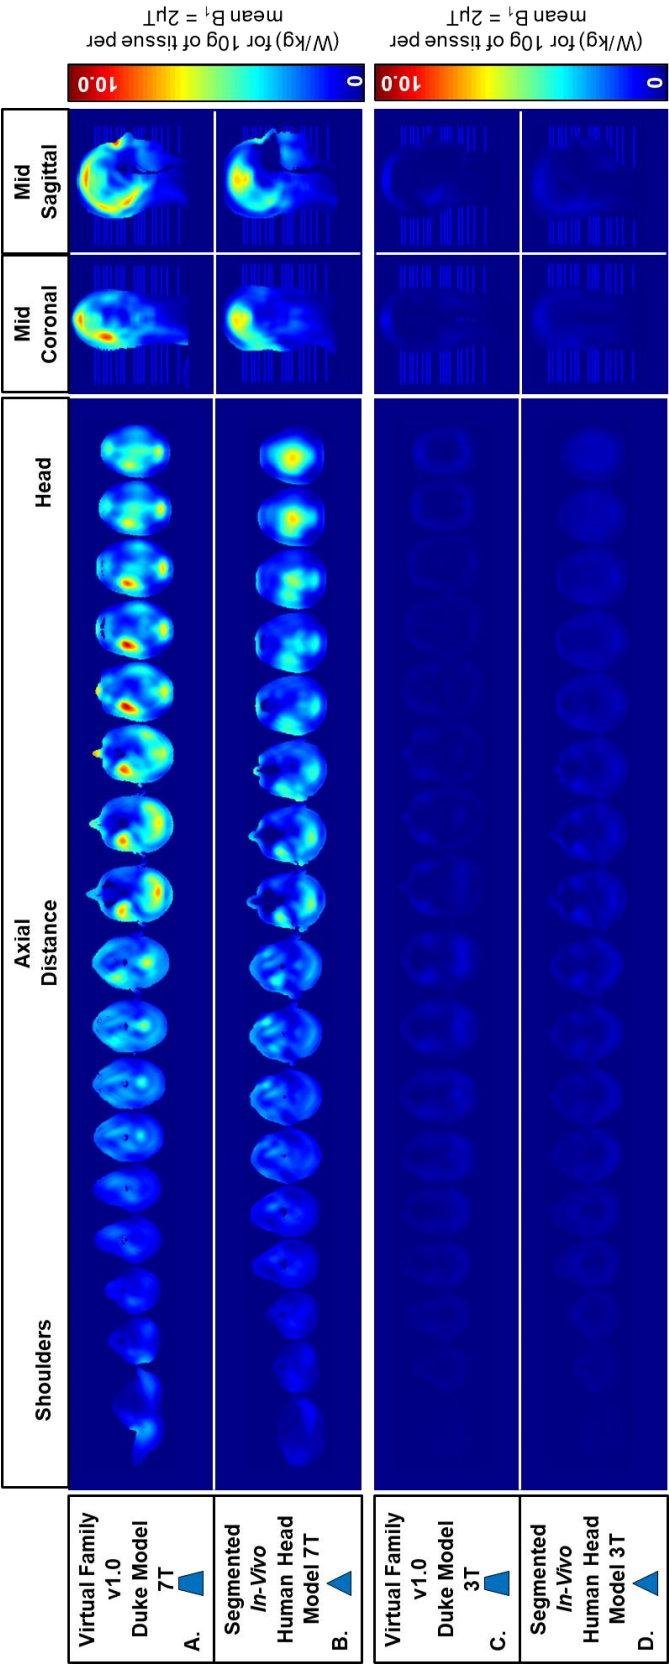 Axial
Distance
Shoulders
Head
Mid
Coronal
Mid
Sagittal
Virtual Family
v1.0
Duke Model
7T
A.
Segmented
In-Vivo
Human Head
Model 7T
B.
10.0
0
(W/kg) for 10g of tissue per
mean B₁ = 2μT
Virtual Family
v1.0
Duke Model
3T
C.
Segmented
In-Vivo
Human Head
Model 3T
D.
10.0
0
(W/kg) for 10g of tissue per
mean B₁ = 2μT